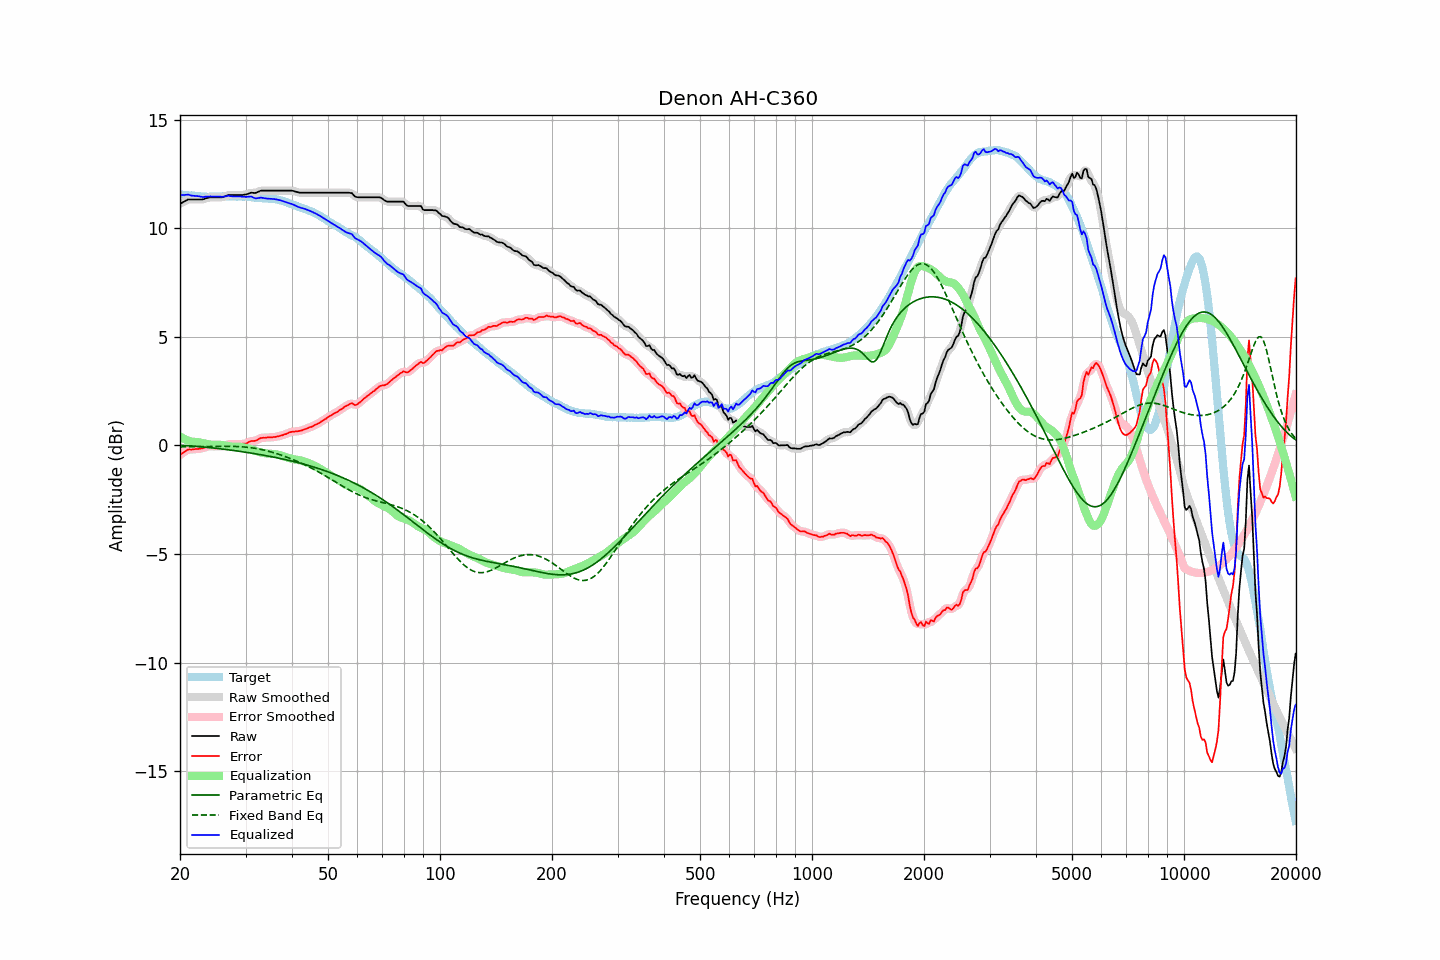 Denon AH-C360
15
10
5
0
−5
−10
−15
Amplitude (dBr)
Target
Raw Smoothed
Error Smoothed
Raw
Error
Equalization
Parametric Eq
Fixed Band Eq
Equalized
20 50 100 200 500 1000 2000 5000 10000 20000
Frequency (Hz)